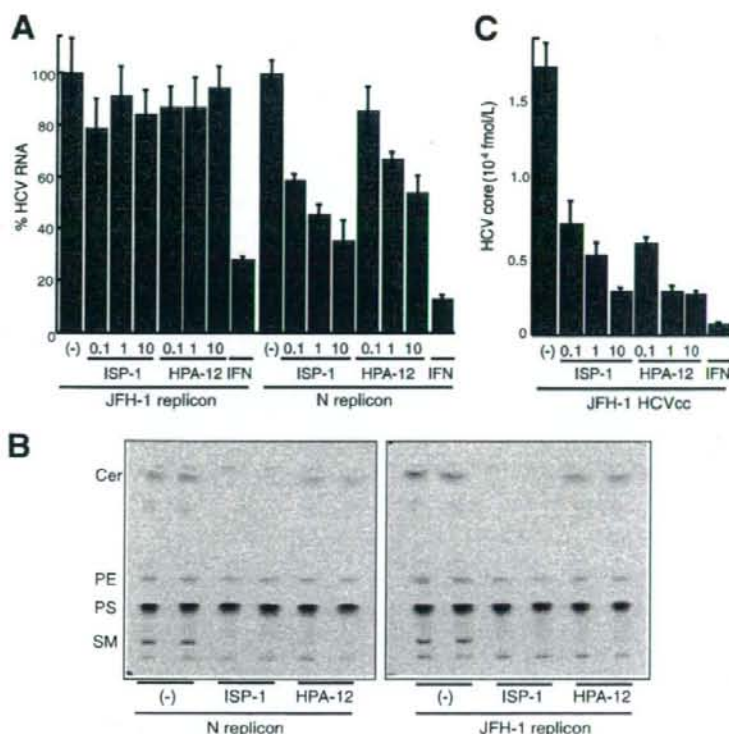 A
% HCV RNA
100
80
60
40
20
0
(-) 0.1 1 10 0.1 1 10 (-) 0.1 1 10 0.1 1 10
ISP-1 HPA-12 IFN ISP-1 HPA-12 IFN
JFH-1 replicon N replicon
C
HCV core (10⁴ fmol/L)
1.5
1.0
0.5
0
(-) 0.1 1 10 0.1 1 10
ISP-1 HPA-12 IFN
JFH-1 HCVcc
B
Cer
PE
PS
SM
(-) ISP-1 HPA-12 (-) ISP-1 HPA-12
N replicon JFH-1 replicon